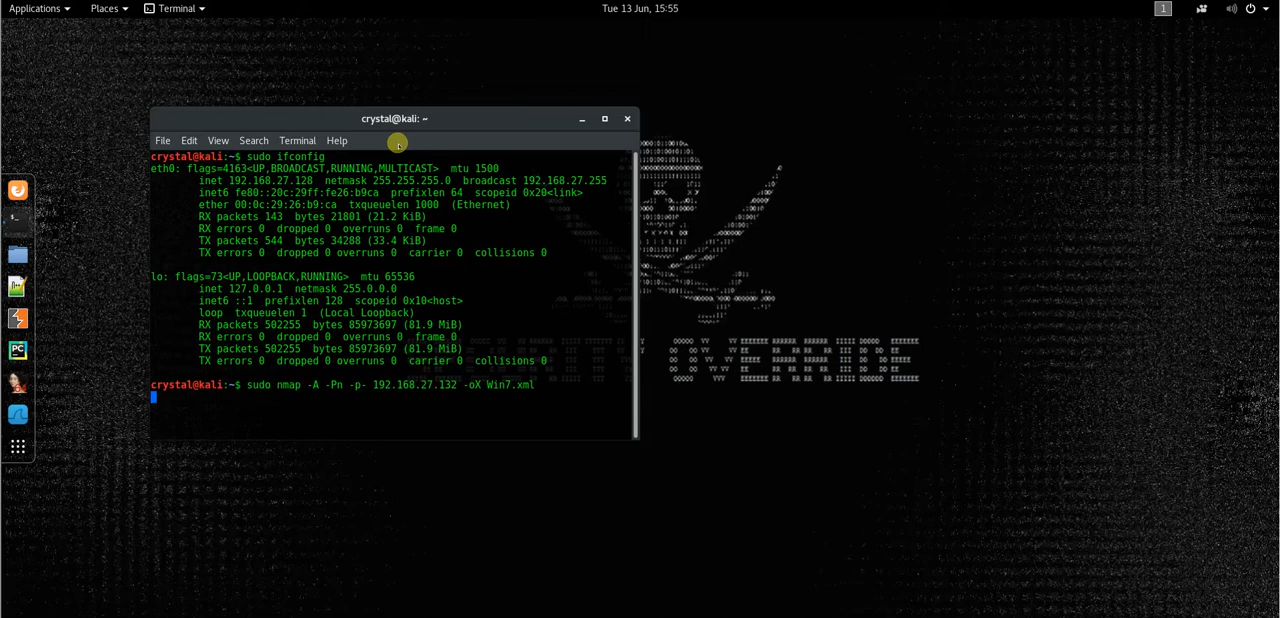 Applications Places Terminal Tue 13 Jun, 15:55 1
crystal@kali: ~
File Edit View Search Terminal Help
crystal@kali:~$ sudo ifconfig
eth0: flags=4163<UP,BROADCAST,RUNNING,MULTICAST> mtu 1500
inet 192.168.27.128 netmask 255.255.255.0 broadcast 192.168.27.255
inet6 fe80::20c:29ff:fe26:b9ca prefixlen 64 scopeid 0x20<link>
ether 00:0c:29:26:b9:ca txqueuelen 1000 (Ethernet)
RX packets 143 bytes 21801 (21.2 KiB)
RX errors 0 dropped 0 overruns 0 frame 0
TX packets 544 bytes 34288 (33.4 KiB)
TX errors 0 dropped 0 overruns 0 carrier 0 collisions 0
lo: flags=73<UP,LOOPBACK,RUNNING> mtu 65536
inet 127.0.0.1 netmask 255.0.0.0
inet6 ::1 prefixlen 128 scopeid 0x10<host>
loop txqueuelen 1 (Local Loopback)
RX packets 502255 bytes 85973697 (81.9 MiB)
RX errors 0 dropped 0 overruns 0 frame 0
TX packets 502255 bytes 85973697 (81.9 MiB)
TX errors 0 dropped 0 overruns 0 carrier 0 collisions 0
crystal@kali:~$ sudo nmap -A -Pn -p- 192.168.27.132 -oX Win7.xml
OVERRIDE
PC